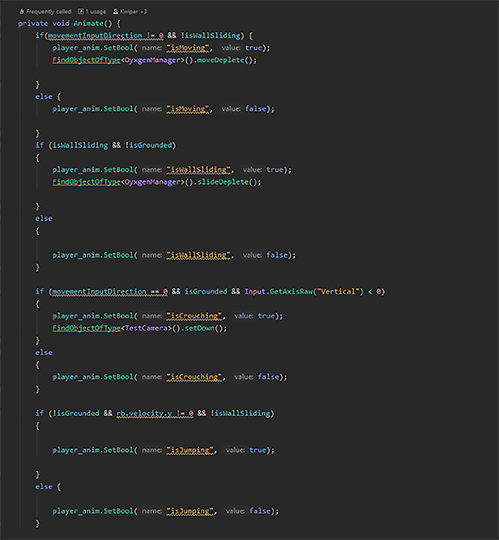 Frequently called 1 usage Kwiper +3
private void Animate() {
if(movementInputDirection != 0 && !isWallSliding) {
player_anim.SetBool( name: "isMoving", value: true);
FindObjectOfType<OyxgenManager>().moveDeplete();
}
else {
player_anim.SetBool( name: "isMoving", value: false);
}
if (isWallSliding && !isGrounded)
{
player_anim.SetBool( name: "isWallSliding", value: true);
FindObjectOfType<OyxgenManager>().slideDeplete();
}
else
{
player_anim.SetBool( name: "isWallSliding", value: false);
}
if (movementInputDirection == 0 && isGrounded && Input.GetAxisRaw("Vertical") < 0)
{
player_anim.SetBool( name: "isCrouching", value: true);
FindObjectOfType<TestCamera>().setDown();
}
else
{
player_anim.SetBool( name: "isCrouching", value: false);
}
if (!isGrounded && rb.velocity.y != 0 && !isWallSliding)
{
player_anim.SetBool( name: "isJumping", value: true);
}
else {
player_anim.SetBool( name: "isJumping", value: false);
}